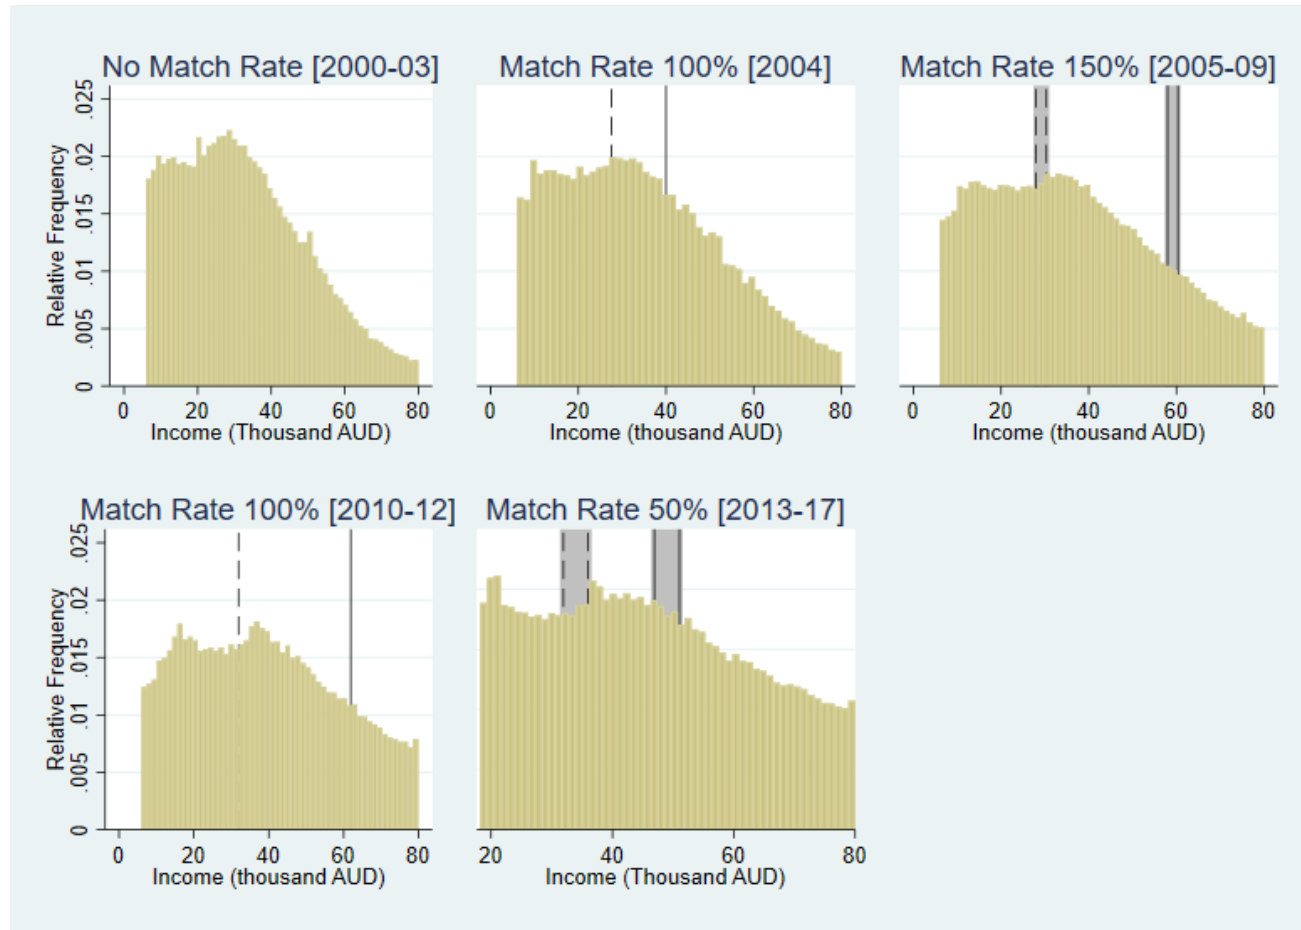 No Match Rate [2000-03]
Match Rate 100% [2004]
Match Rate 150% [2005-09]
Relative Frequency
.025
.02
.015
.01
.005
0
0 20 40 60 80
Income (Thousand AUD)
0 20 40 60 80
Income (thousand AUD)
0 20 40 60 80
Income (thousand AUD)
Match Rate 100% [2010-12]
Match Rate 50% [2013-17]
Relative Frequency
.025
.02
.015
.01
.005
0
0 20 40 60 80
Income (thousand AUD)
20 40 60 80
Income (Thousand AUD)